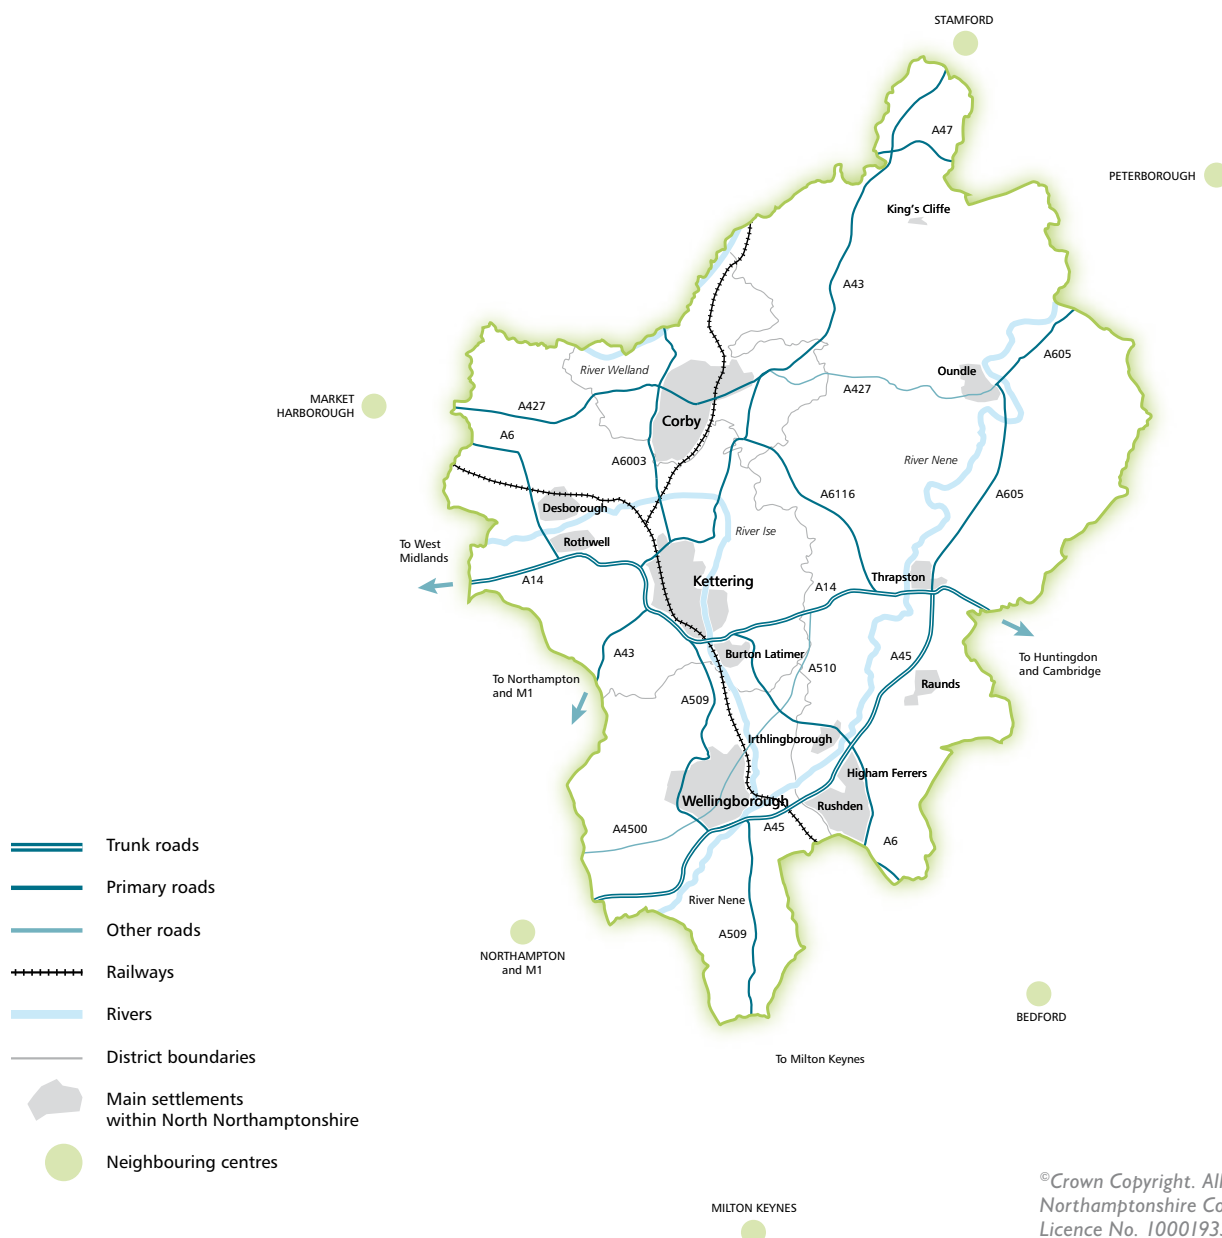 STAMFORD
A47
PETERBOROUGH
King's Cliffe
A43
A605
River Welland
Oundle
A427
MARKET
HARBOROUGH
A427
Corby
A6
A6003
River Nene
A6116
A605
Desborough
River Ise
Rothwell
To West
Midlands
A14
Kettering
A14
Thrapston
A43
Burton Latimer
A510
A45
To Huntingdon
and Cambridge
To Northampton
and M1
A509
Raunds
Irthlingborough
Higham Ferrers
Wellingborough
Rushden
A4500
A45
A6
River Nene
A509
NORTHAMPTON
and M1
BEDFORD
To Milton Keynes
MILTON KEYNES
Trunk roads
Primary roads
Other roads
Railways
Rivers
District boundaries
Main settlements
within North Northamptonshire
Neighbouring centres
©Crown Copyright. All
Northamptonshire Co
Licence No. 100019331